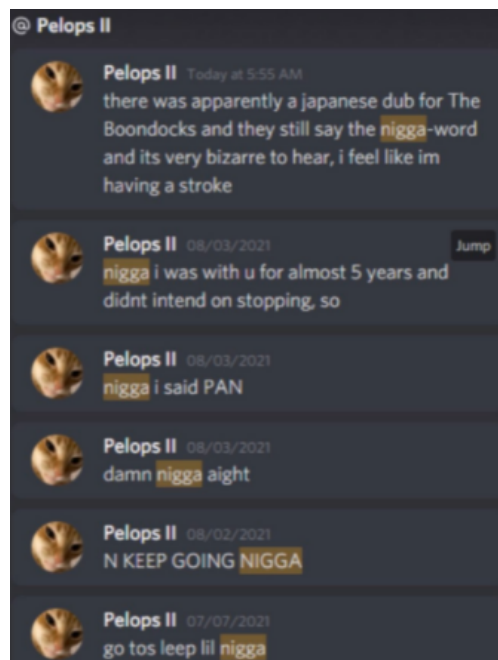 @ Pelops II
Pelops II Today at 5:55 AM
there was apparently a japanese dub for The
Boondocks and they still say the nigga-word
and its very bizarre to hear, i feel like im
having a stroke
Pelops II 08/03/2021
Jump
nigga i was with u for almost 5 years and
didnt intend on stopping, so
Pelops II 08/03/2021
nigga i said PAN
Pelops II 08/03/2021
damn nigga aight
Pelops II 08/02/2021
N KEEP GOING NIGGA
Pelops II 07/07/2021
go tos leep lil nigga